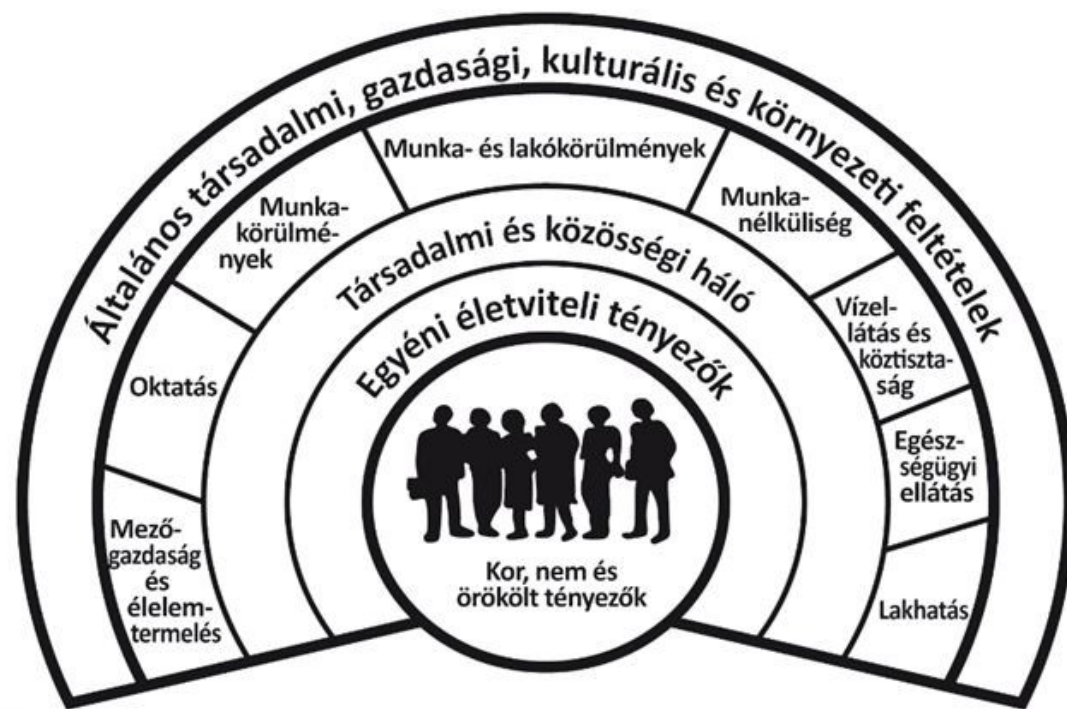 Általános társadalmi, gazdasági, kulturális és környezeti feltételek
Munka- és lakókörülmények
Munka-
körülmé-
nyek
Munka-
nélküliség
Társadalmi és közösségi háló
Egyéni életviteli tényezők
Oktatás
Vízel-
látás és
köztiszta-
ság
Mező-
gazdaság
és
élelem-
termelés
Egész-
ségügyi
ellátás
Lakhatás
Kor, nem és
örökölt tényezők